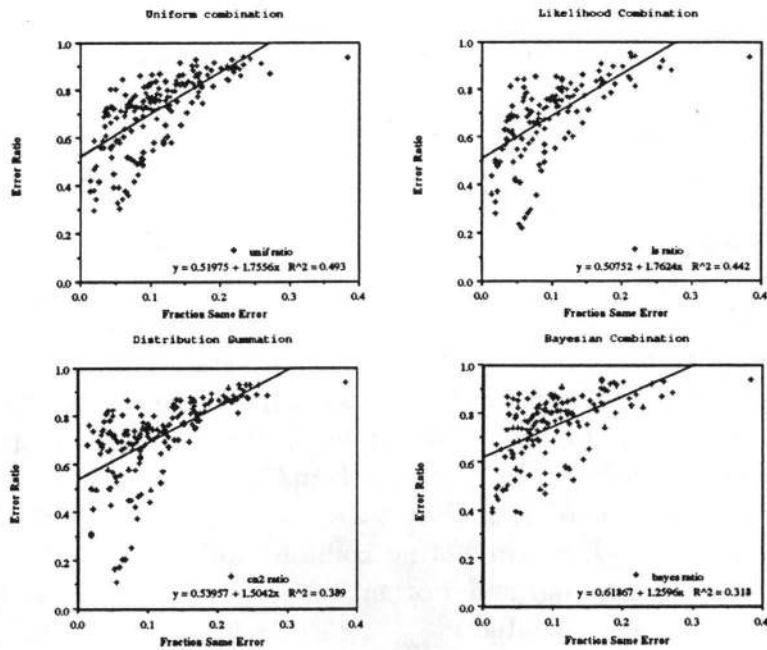 Uniform combination
1.0
0.8
0.6
0.4
0.2
0.0
Error Ratio
unif ratio
y = 0.51975 + 1.7556x R^2 = 0.493
0.0 0.1 0.2 0.3 0.4
Fraction Same Error
Likelihood Combination
1.0
0.8
0.6
0.4
0.2
0.0
Error Ratio
ls ratio
y = 0.50752 + 1.7624x R^2 = 0.442
0.0 0.1 0.2 0.3 0.4
Fraction Same Error
Distribution Summation
1.0
0.8
0.6
0.4
0.2
0.0
Error Ratio
cn2 ratio
y = 0.53957 + 1.5042x R^2 = 0.389
0.0 0.1 0.2 0.3 0.4
Fraction Same Error
Bayesian Combination
1.0
0.8
0.6
0.4
0.2
0.0
Error Ratio
bayes ratio
y = 0.61867 + 1.2596x R^2 = 0.318
0.0 0.1 0.2 0.3 0.4
Fraction Same Error